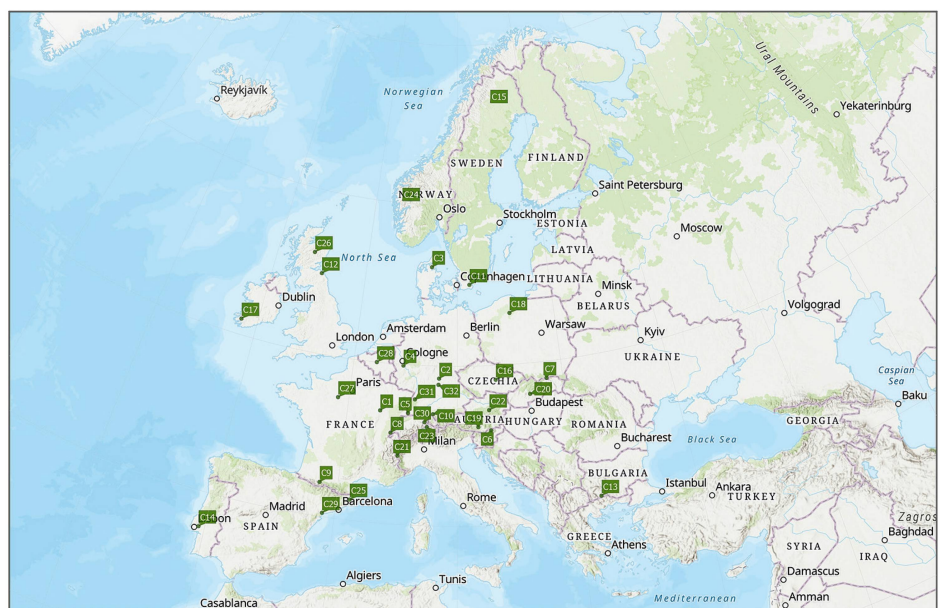 Ural Mountains
C15
Reykjavík
Norwegian
Sea
Yekaterinburg
SWEDEN
FINLAND
Saint Petersburg
C24
NORWAY
Oslo
Stockholm
ESTONIA
Moscow
C26
North Sea
LATVIA
C12
C3
C11
Copenhagen
LITHUANIA
Minsk
BELARUS
Dublin
C17
C18
Volgograd
London
Amsterdam
Berlin
Warsaw
Kyiv
UKRAINE
C28
C4
Cologne
Caspian
Sea
C2
C16
C7
CZECHIA
C27
Paris
C31
C32
C20
Baku
C1
C5
C22
Budapest
C30
C10
C19
AUSTRIA
HUNGARY
ROMANIA
GEORGIA
FRANCE
C8
C23
Milan
C6
C21
Bucharest
Black Sea
C9
BULGARIA
C13
Istanbul
Ankara
TURKEY
C25
C29
Barcelona
Rome
Madrid
C14
SPAIN
GREECE
Athens
Zagros
Baghdad
SYRIA
IRAQ
Algiers
Tunis
Damascus
Mediterranean
Amman
Casablanca